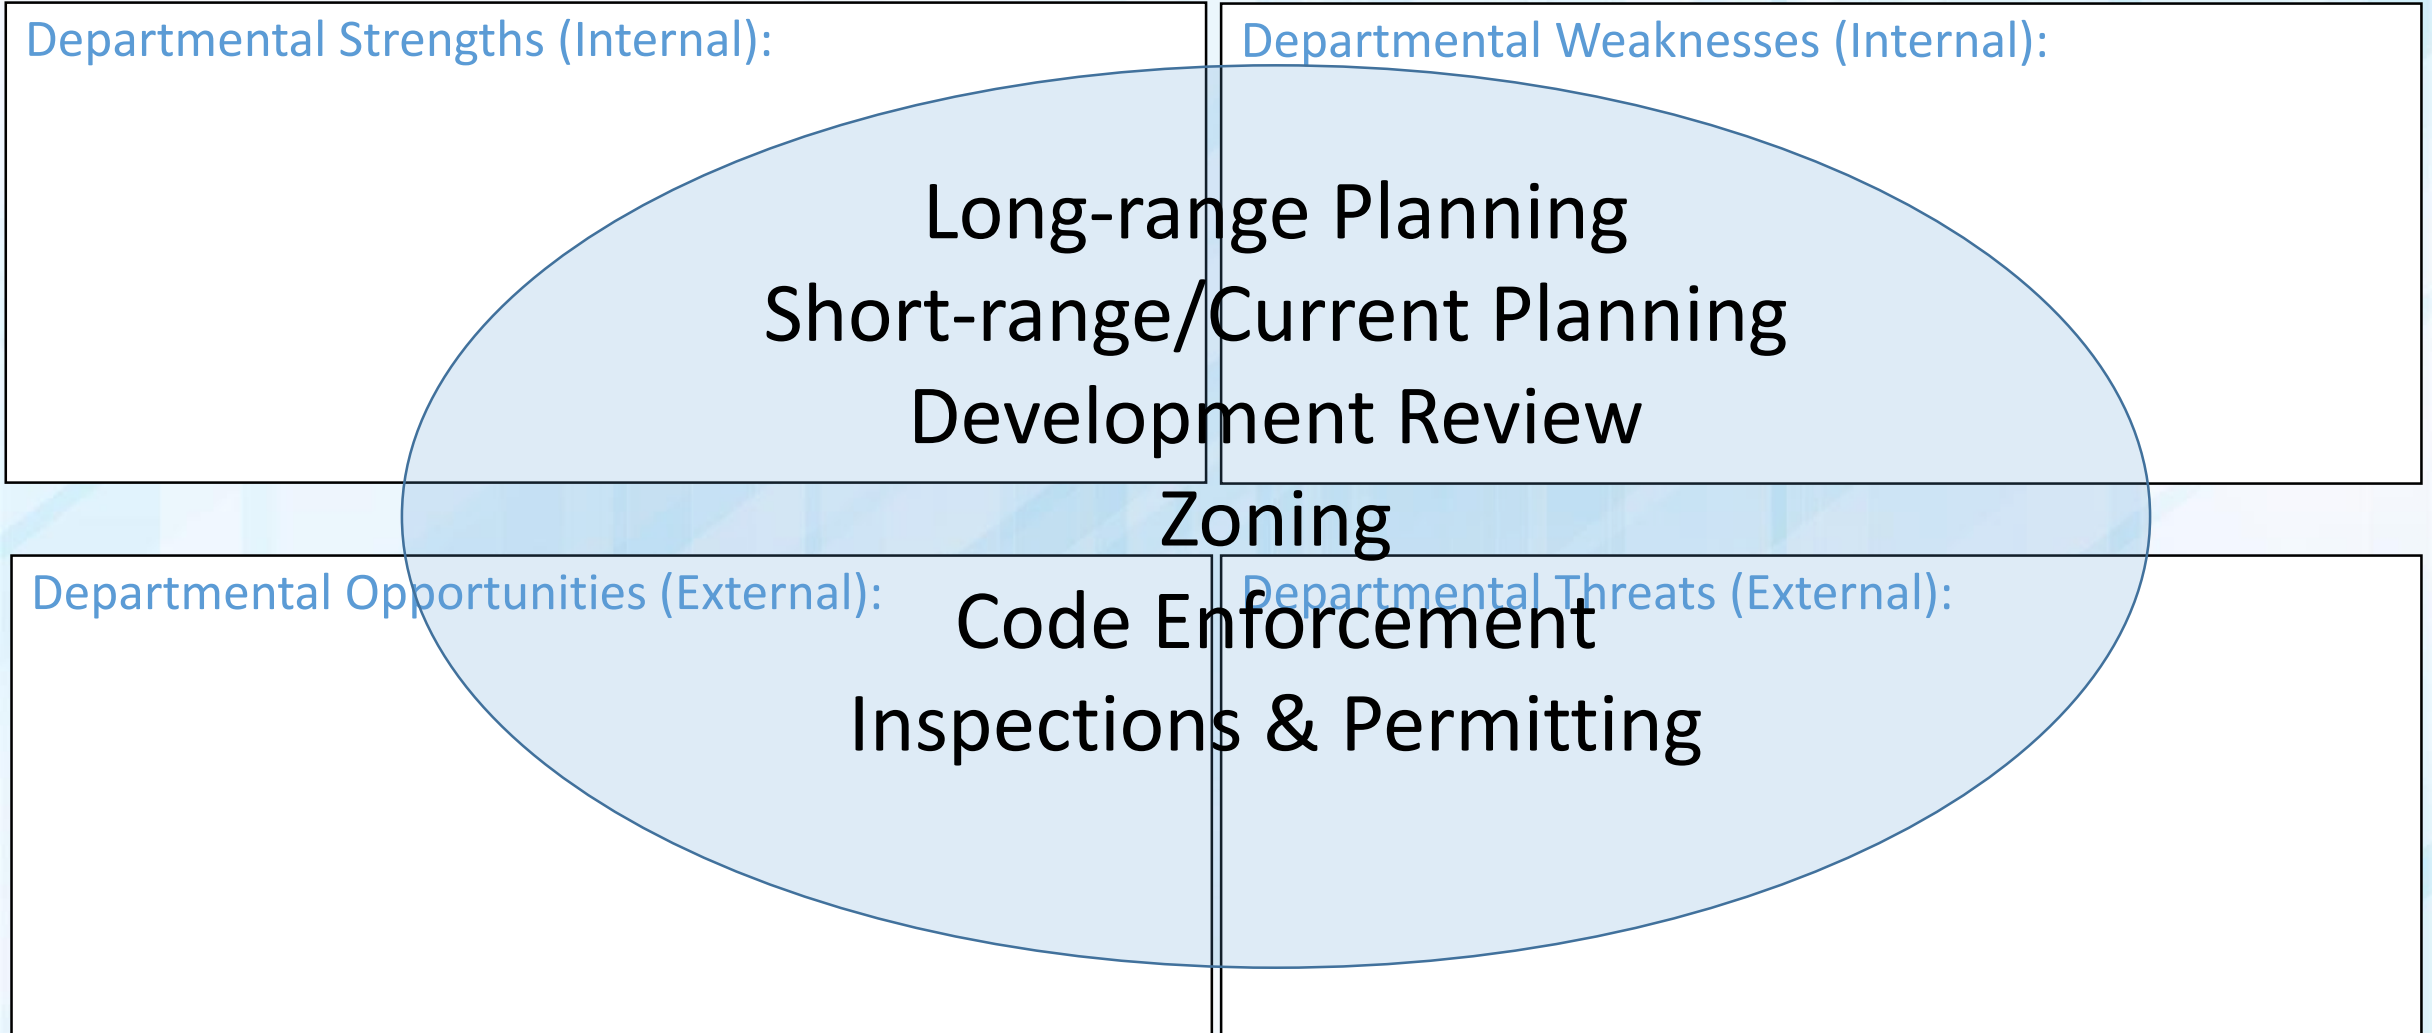 Departmental Strengths (Internal):
Departmental Weaknesses (Internal):
Long-range Planning
Short-range/Current Planning
Development Review
Zoning
Departmental Opportunities (External):
Departmental Threats (External):
Code Enforcement
Inspections & Permitting